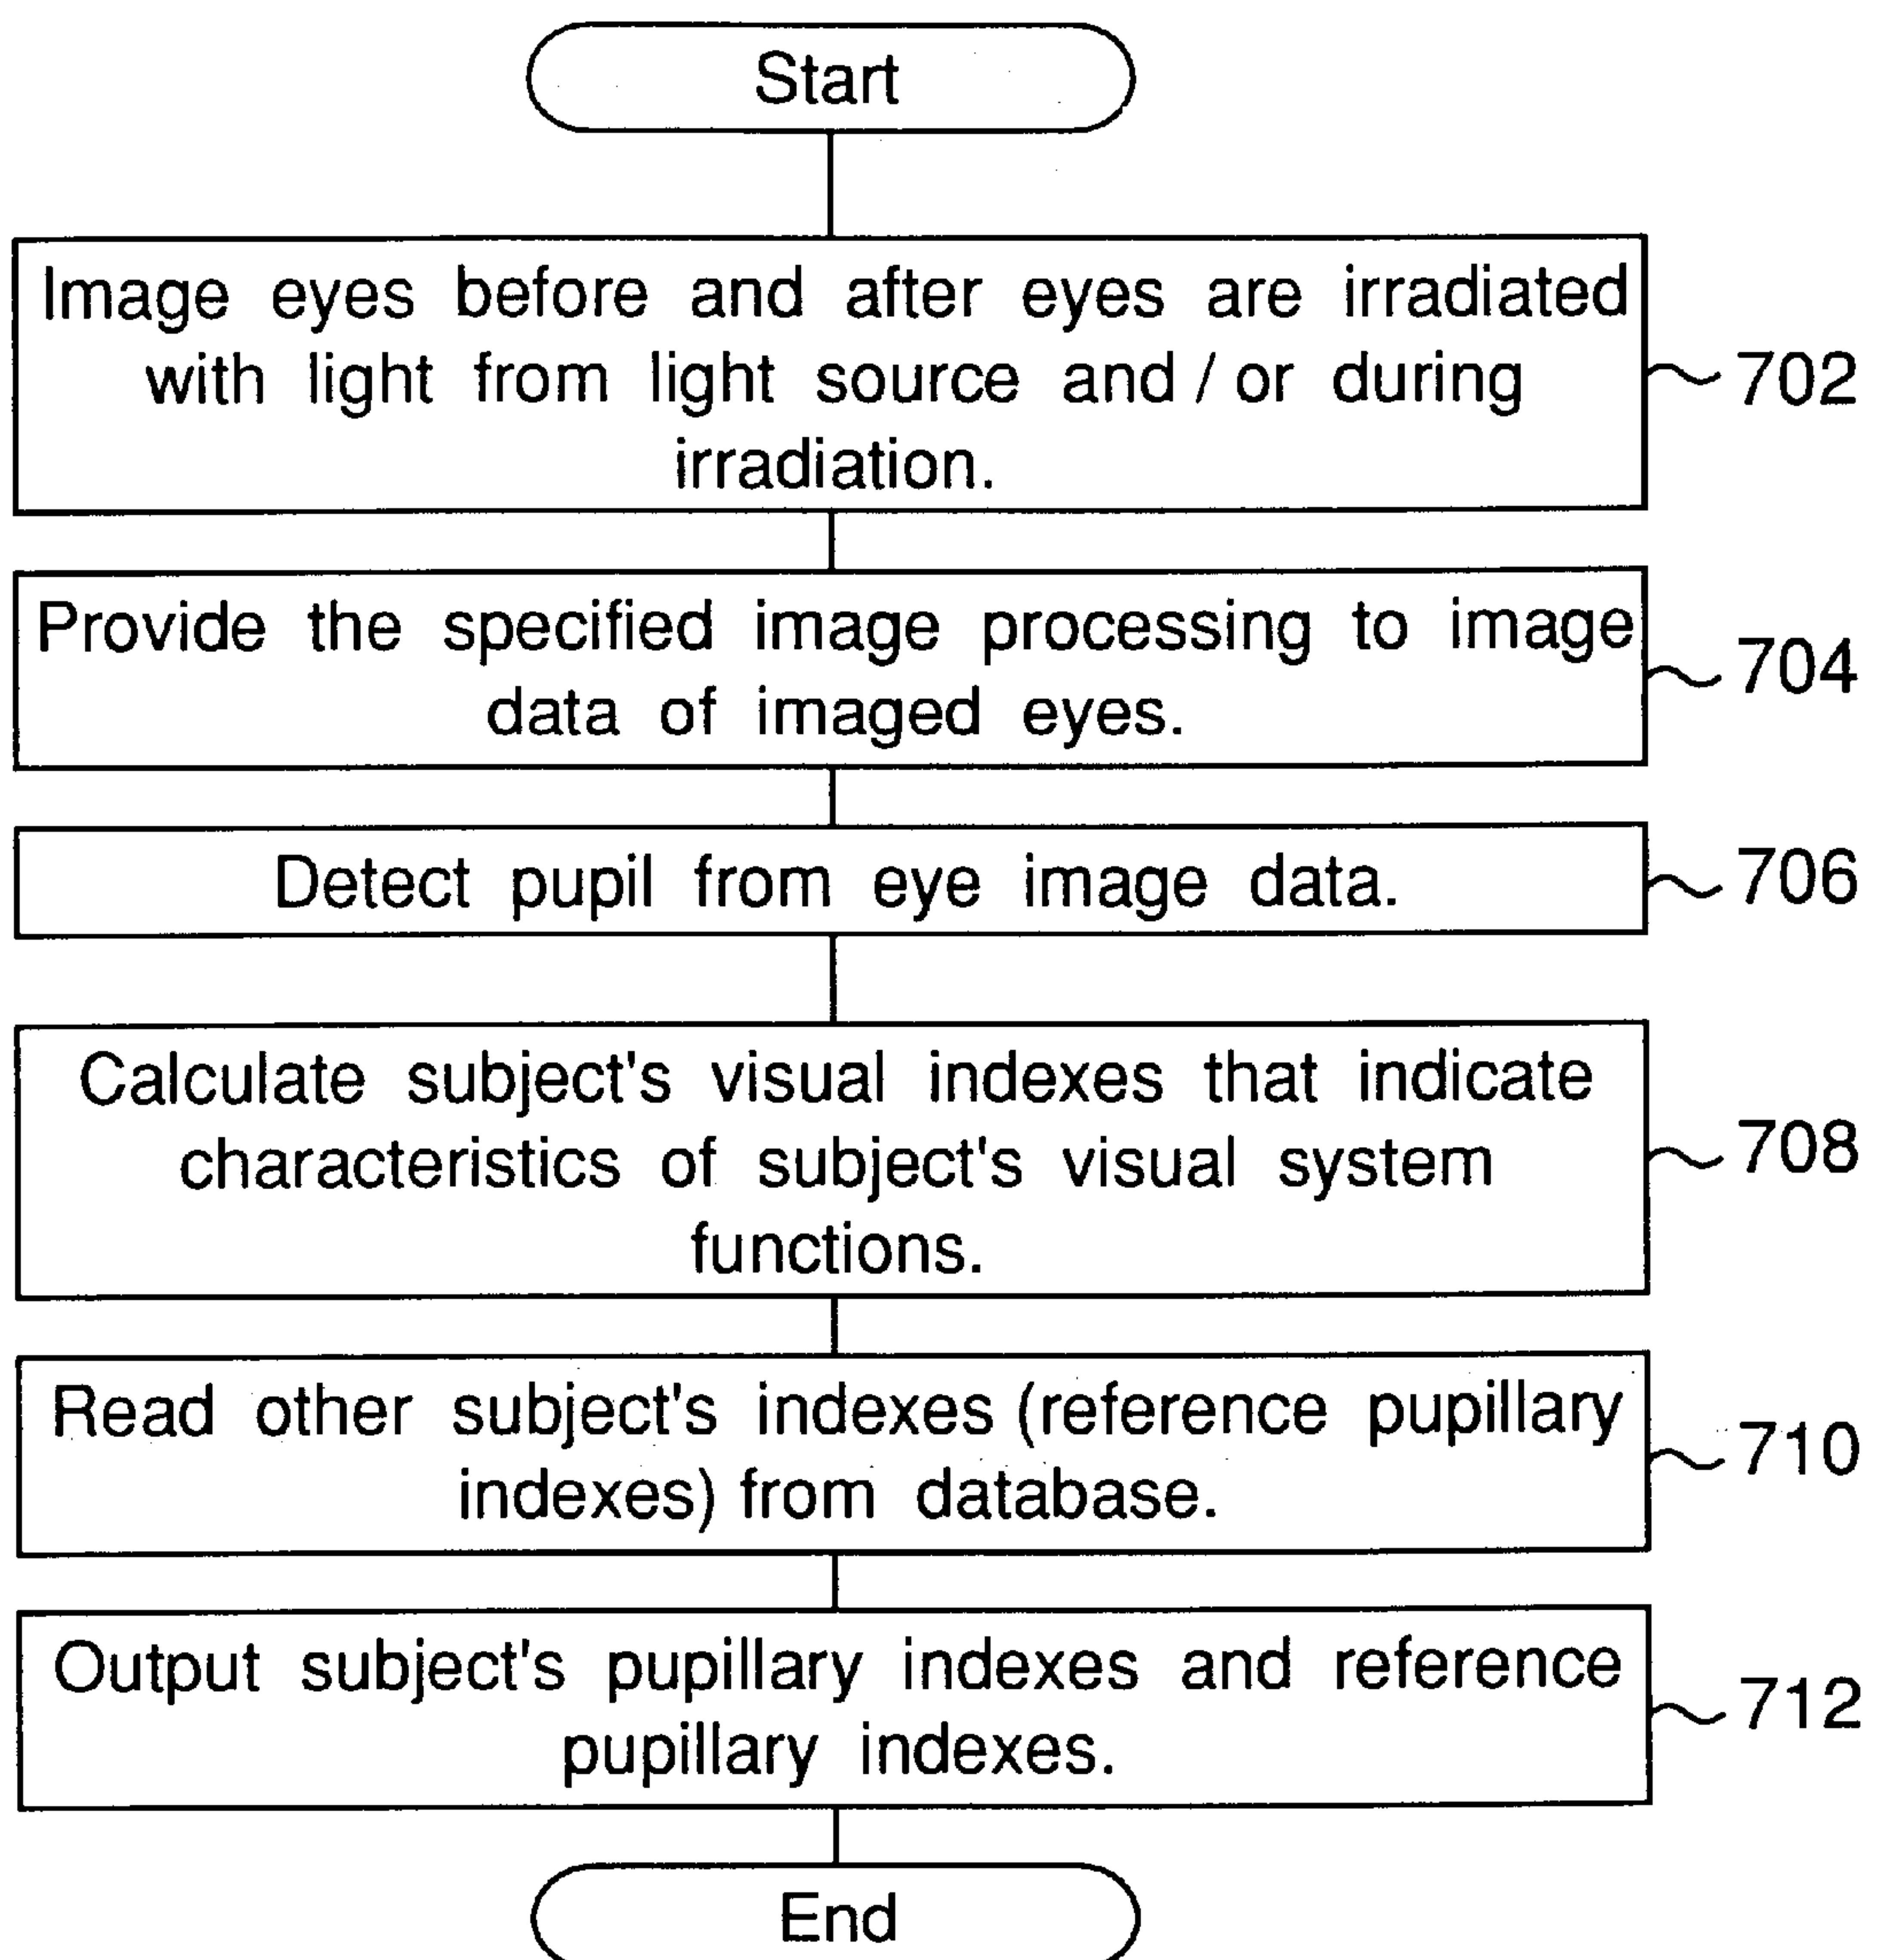 Start
Image eyes before and after eyes are irradiated
with light from light source and / or during
irradiation.
702
Provide the specified image processing to image
data of imaged eyes.
704
Detect pupil from eye image data.
706
Calculate subject's visual indexes that indicate
characteristics of subject's visual system
functions.
708
Read other subject's indexes (reference pupillary
indexes) from database.
710
Output subject's pupillary indexes and reference
pupillary indexes.
712
End